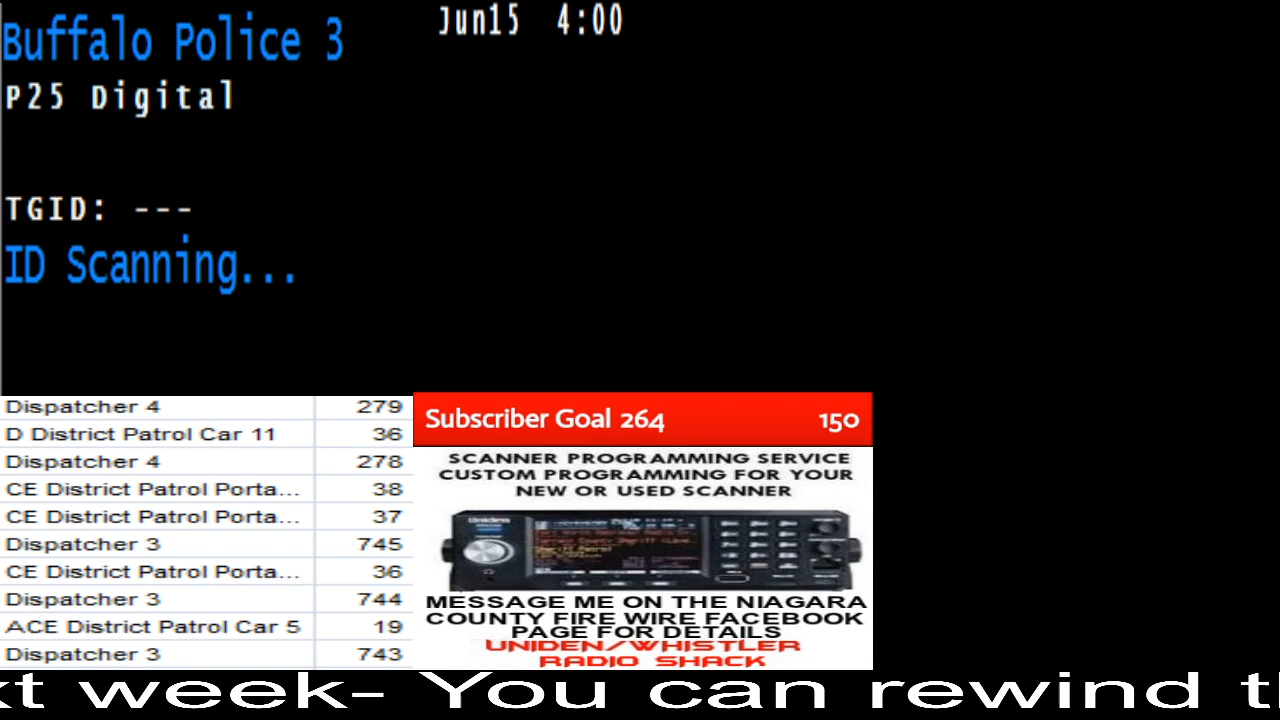 Buffalo Police 3
Jun15 4:00
P25 Digital
TGID: ---
ID Scanning...
Dispatcher 4 279
D District Patrol Car 11 36
Dispatcher 4 278
CE District Patrol Porta... 38
CE District Patrol Porta... 37
Dispatcher 3 745
CE District Patrol Porta... 36
Dispatcher 3 744
ACE District Patrol Car 5 19
Dispatcher 3 743
Subscriber Goal 264 150
SCANNER PROGRAMMING SERVICE
CUSTOM PROGRAMMING FOR YOUR
NEW OR USED SCANNER
Uniden
MESSAGE ME ON THE NIAGARA
COUNTY FIRE WIRE FACEBOOK
PAGE FOR DETAILS
UNIDEN/WHISTLER
RADIO SHACK
xt week- You can rewind t